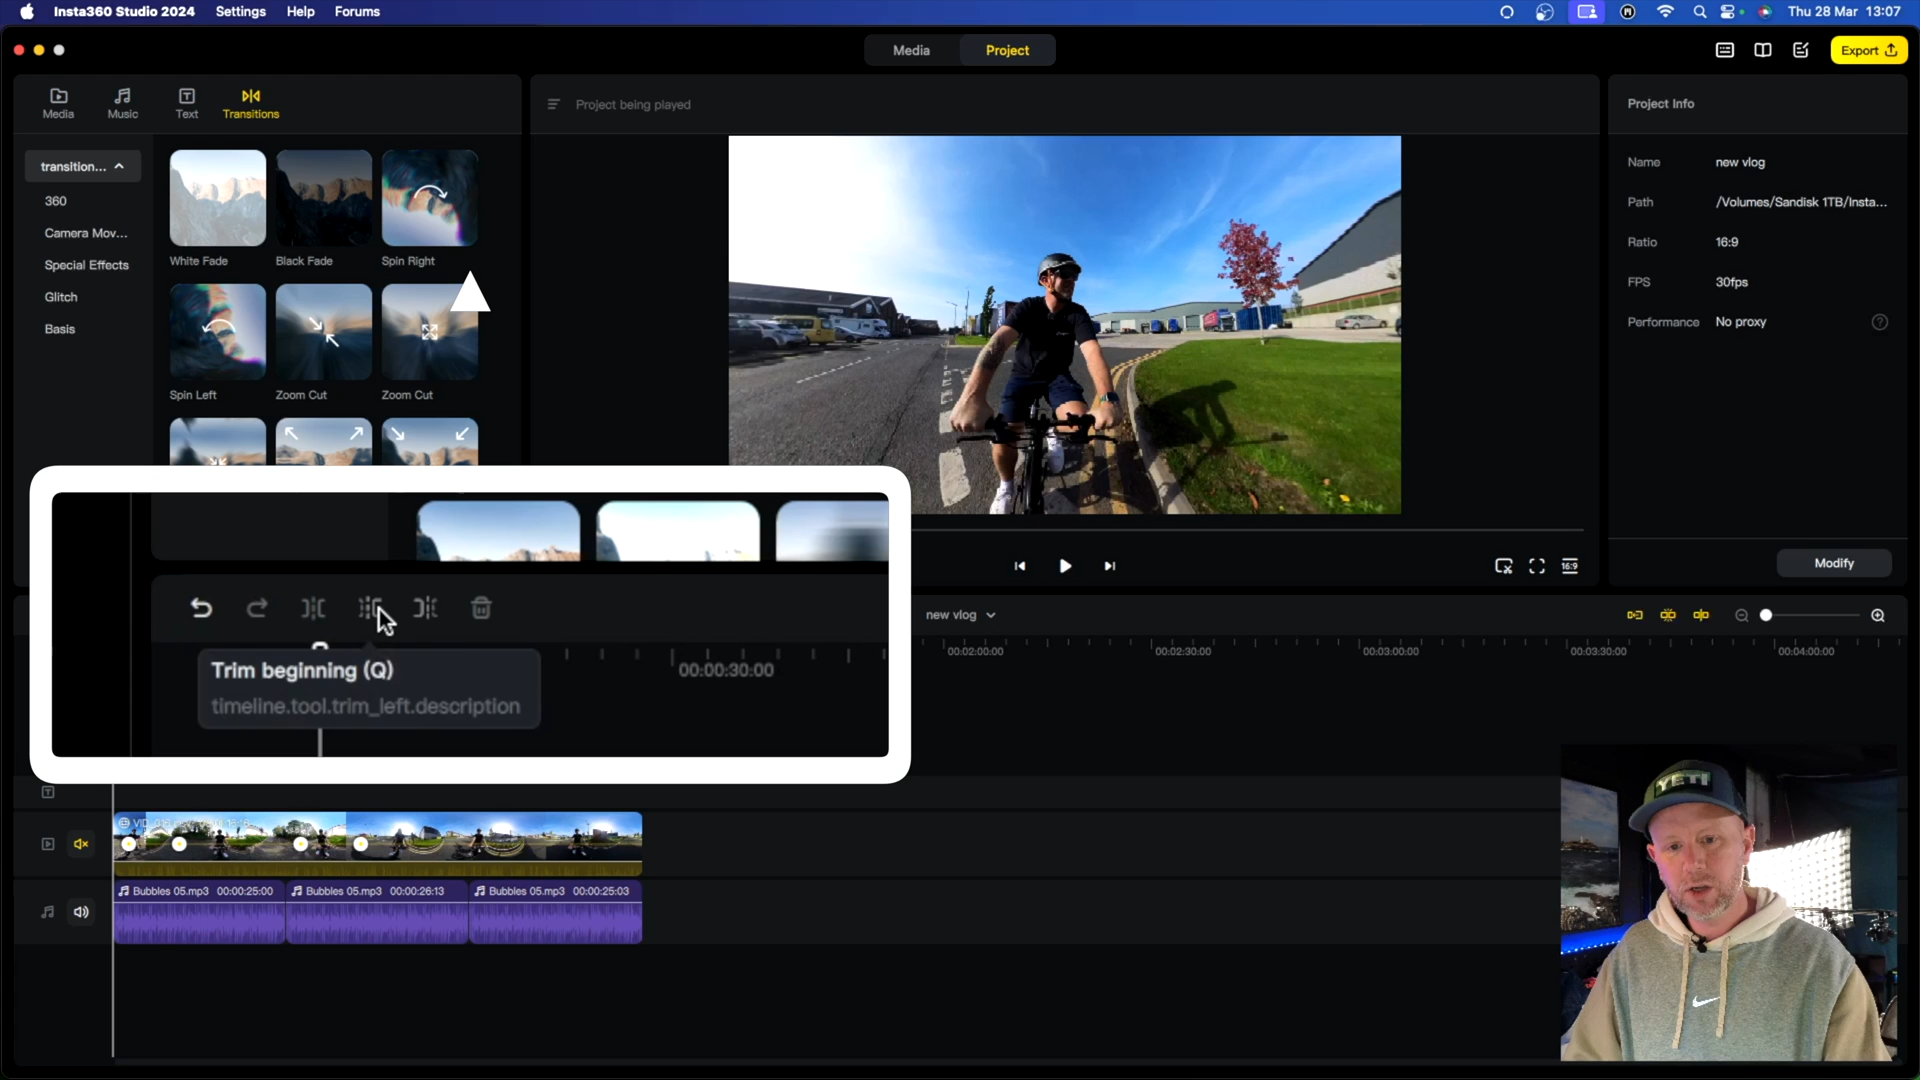 Insta360 Studio 2024 Settings Help Forums Thu 28 Mar 13:07
Media Project Export
Media Music Text Transitions
Project being played
Project Info
transition...
360
Camera Mov...
Special Effects
Glitch
Basis
White Fade Black Fade Spin Right
Spin Left Zoom Cut Zoom Cut
Name new vlog
Path /Volumes/Sandisk 1TB/Insta...
Ratio 16:9
FPS 30fps
Performance No proxy
Modify
16:9
Trim beginning (Q)
timeline.tool.trim_left.description
00:00:30:00
new vlog
00:02:00:00 00:02:30:00 00:03:00:00 00:03:30:00 00:04:00:00
Bubbles 05.mp3 00:00:25:00 Bubbles 05.mp3 00:00:26:13 Bubbles 05.mp3 00:00:25:03
YETI